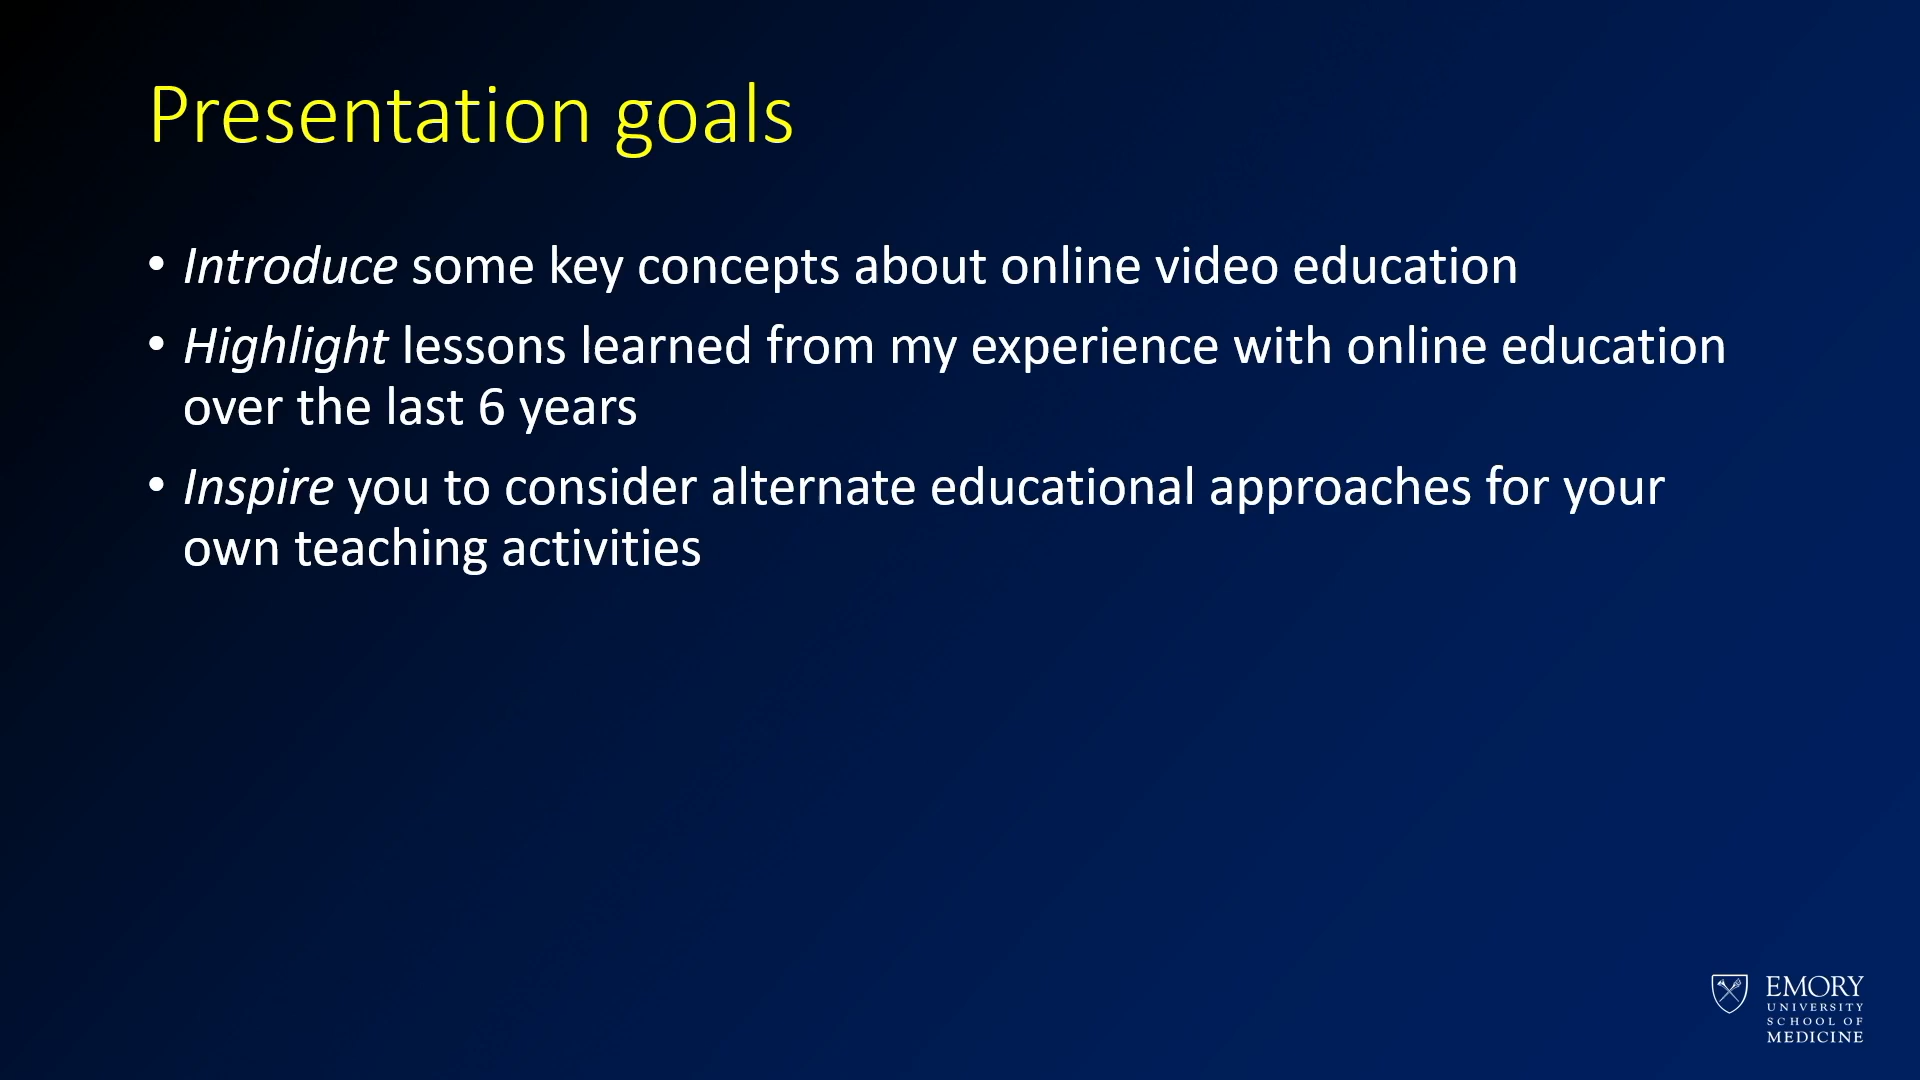 Presentation goals
• Introduce some key concepts about online video education
• Highlight lessons learned from my experience with online education
over the last 6 years
• Inspire you to consider alternate educational approaches for your
own teaching activities
EMORY
UNIVERSITY
SCHOOL OF
MEDICINE